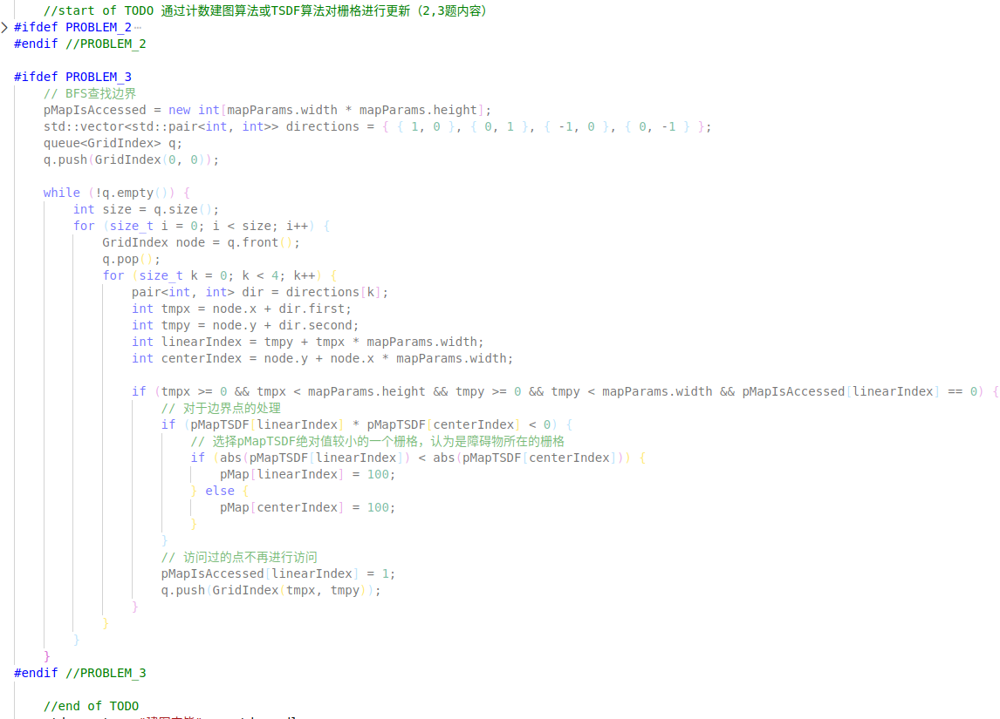 //start of TODO 通过计数建图算法或TSDF算法对栅格进行更新（2,3题内容）
#ifdef PROBLEM_2 ⋯
#endif //PROBLEM_2
#ifdef PROBLEM_3
// BFS查找边界
pMapIsAccessed = new int[mapParams.width * mapParams.height];
std::vector<std::pair<int, int>> directions = { { 1, 0 }, { 0, 1 }, { -1, 0 }, { 0, -1 } };
queue<GridIndex> q;
q.push(GridIndex(0, 0));
while (!q.empty()) {
int size = q.size();
for (size_t i = 0; i < size; i++) {
GridIndex node = q.front();
q.pop();
for (size_t k = 0; k < 4; k++) {
pair<int, int> dir = directions[k];
int tmpx = node.x + dir.first;
int tmpy = node.y + dir.second;
int linearIndex = tmpy + tmpx * mapParams.width;
int centerIndex = node.y + node.x * mapParams.width;
if (tmpx >= 0 && tmpx < mapParams.height && tmpy >= 0 && tmpy < mapParams.width && pMapIsAccessed[linearIndex] == 0) {
// 对于边界点的处理
if (pMapTSDF[linearIndex] * pMapTSDF[centerIndex] < 0) {
// 选择pMapTSDF绝对值较小的一个栅格，认为是障碍物所在的栅格
if (abs(pMapTSDF[linearIndex]) < abs(pMapTSDF[centerIndex])) {
pMap[linearIndex] = 100;
} else {
pMap[centerIndex] = 100;
}
}
// 访问过的点不再进行访问
pMapIsAccessed[linearIndex] = 1;
q.push(GridIndex(tmpx, tmpy));
}
}
}
}
#endif //PROBLEM_3
//end of TODO